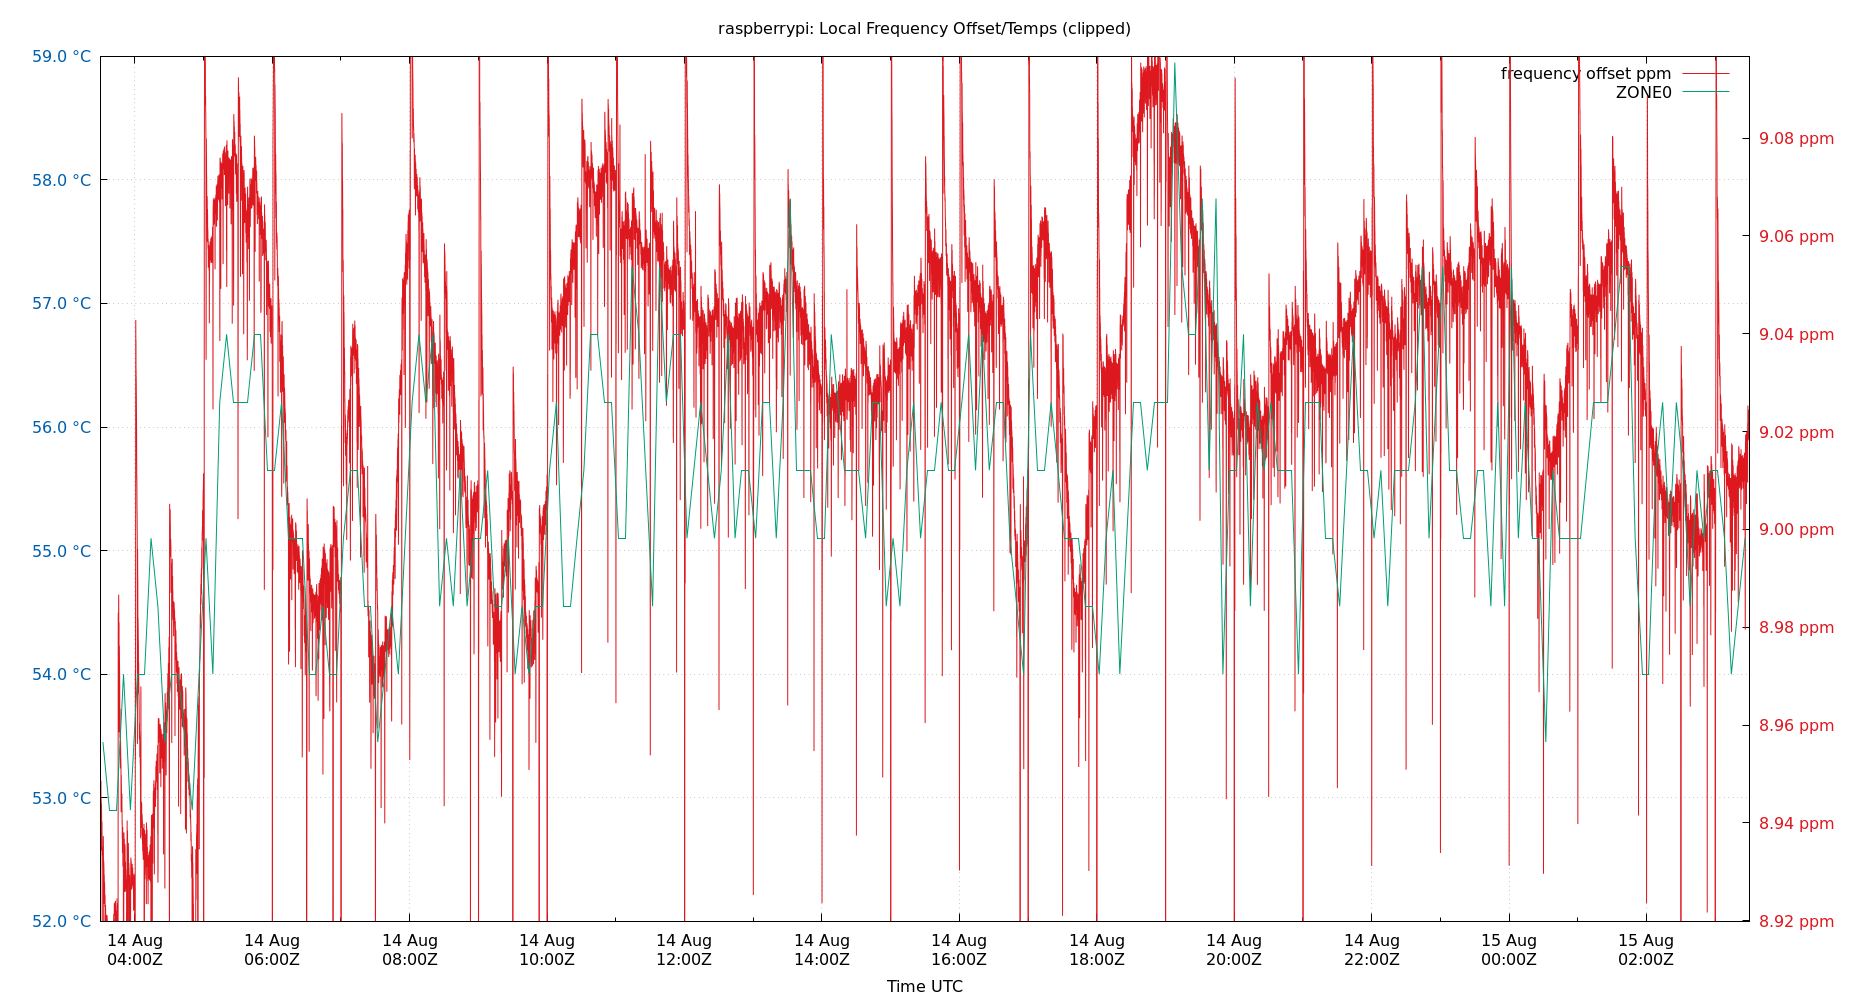 raspberrypi: Local Frequency Offset/Temps (clipped)
59.0 °C
58.0 °C
57.0 °C
56.0 °C
55.0 °C
54.0 °C
53.0 °C
52.0 °C
frequency offset ppm
ZONE0
9.08 ppm
9.06 ppm
9.04 ppm
9.02 ppm
9.00 ppm
8.98 ppm
8.96 ppm
8.94 ppm
8.92 ppm
14 Aug 14 Aug 14 Aug 14 Aug 14 Aug 14 Aug 14 Aug 14 Aug 14 Aug 14 Aug 15 Aug 15 Aug
04:00Z 06:00Z 08:00Z 10:00Z 12:00Z 14:00Z 16:00Z 18:00Z 20:00Z 22:00Z 00:00Z 02:00Z
Time UTC